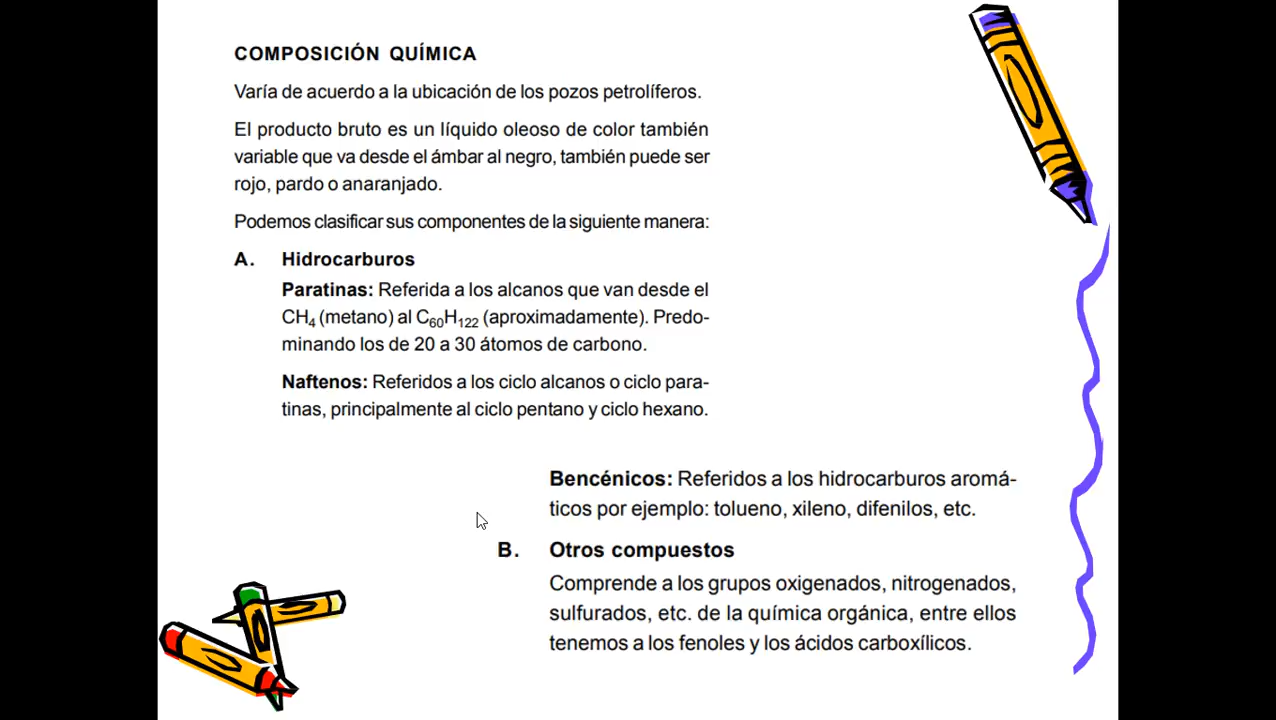 COMPOSICIÓN QUÍMICA
Varía de acuerdo a la ubicación de los pozos petrolíferos.
El producto bruto es un líquido oleoso de color también
variable que va desde el ámbar al negro, también puede ser
rojo, pardo o anaranjado.
Podemos clasificar sus componentes de la siguiente manera:
A. Hidrocarburos
Paratinas: Referida a los alcanos que van desde el
CH₄ (metano) al C₆₀H₁₂₂ (aproximadamente). Predo-
minando los de 20 a 30 átomos de carbono.
Naftenos: Referidos a los ciclo alcanos o ciclo para-
tinas, principalmente al ciclo pentano y ciclo hexano.
Bencénicos: Referidos a los hidrocarburos aromá-
ticos por ejemplo: tolueno, xileno, difenilos, etc.
B. Otros compuestos
Comprende a los grupos oxigenados, nitrogenados,
sulfurados, etc. de la química orgánica, entre ellos
tenemos a los fenoles y los ácidos carboxílicos.